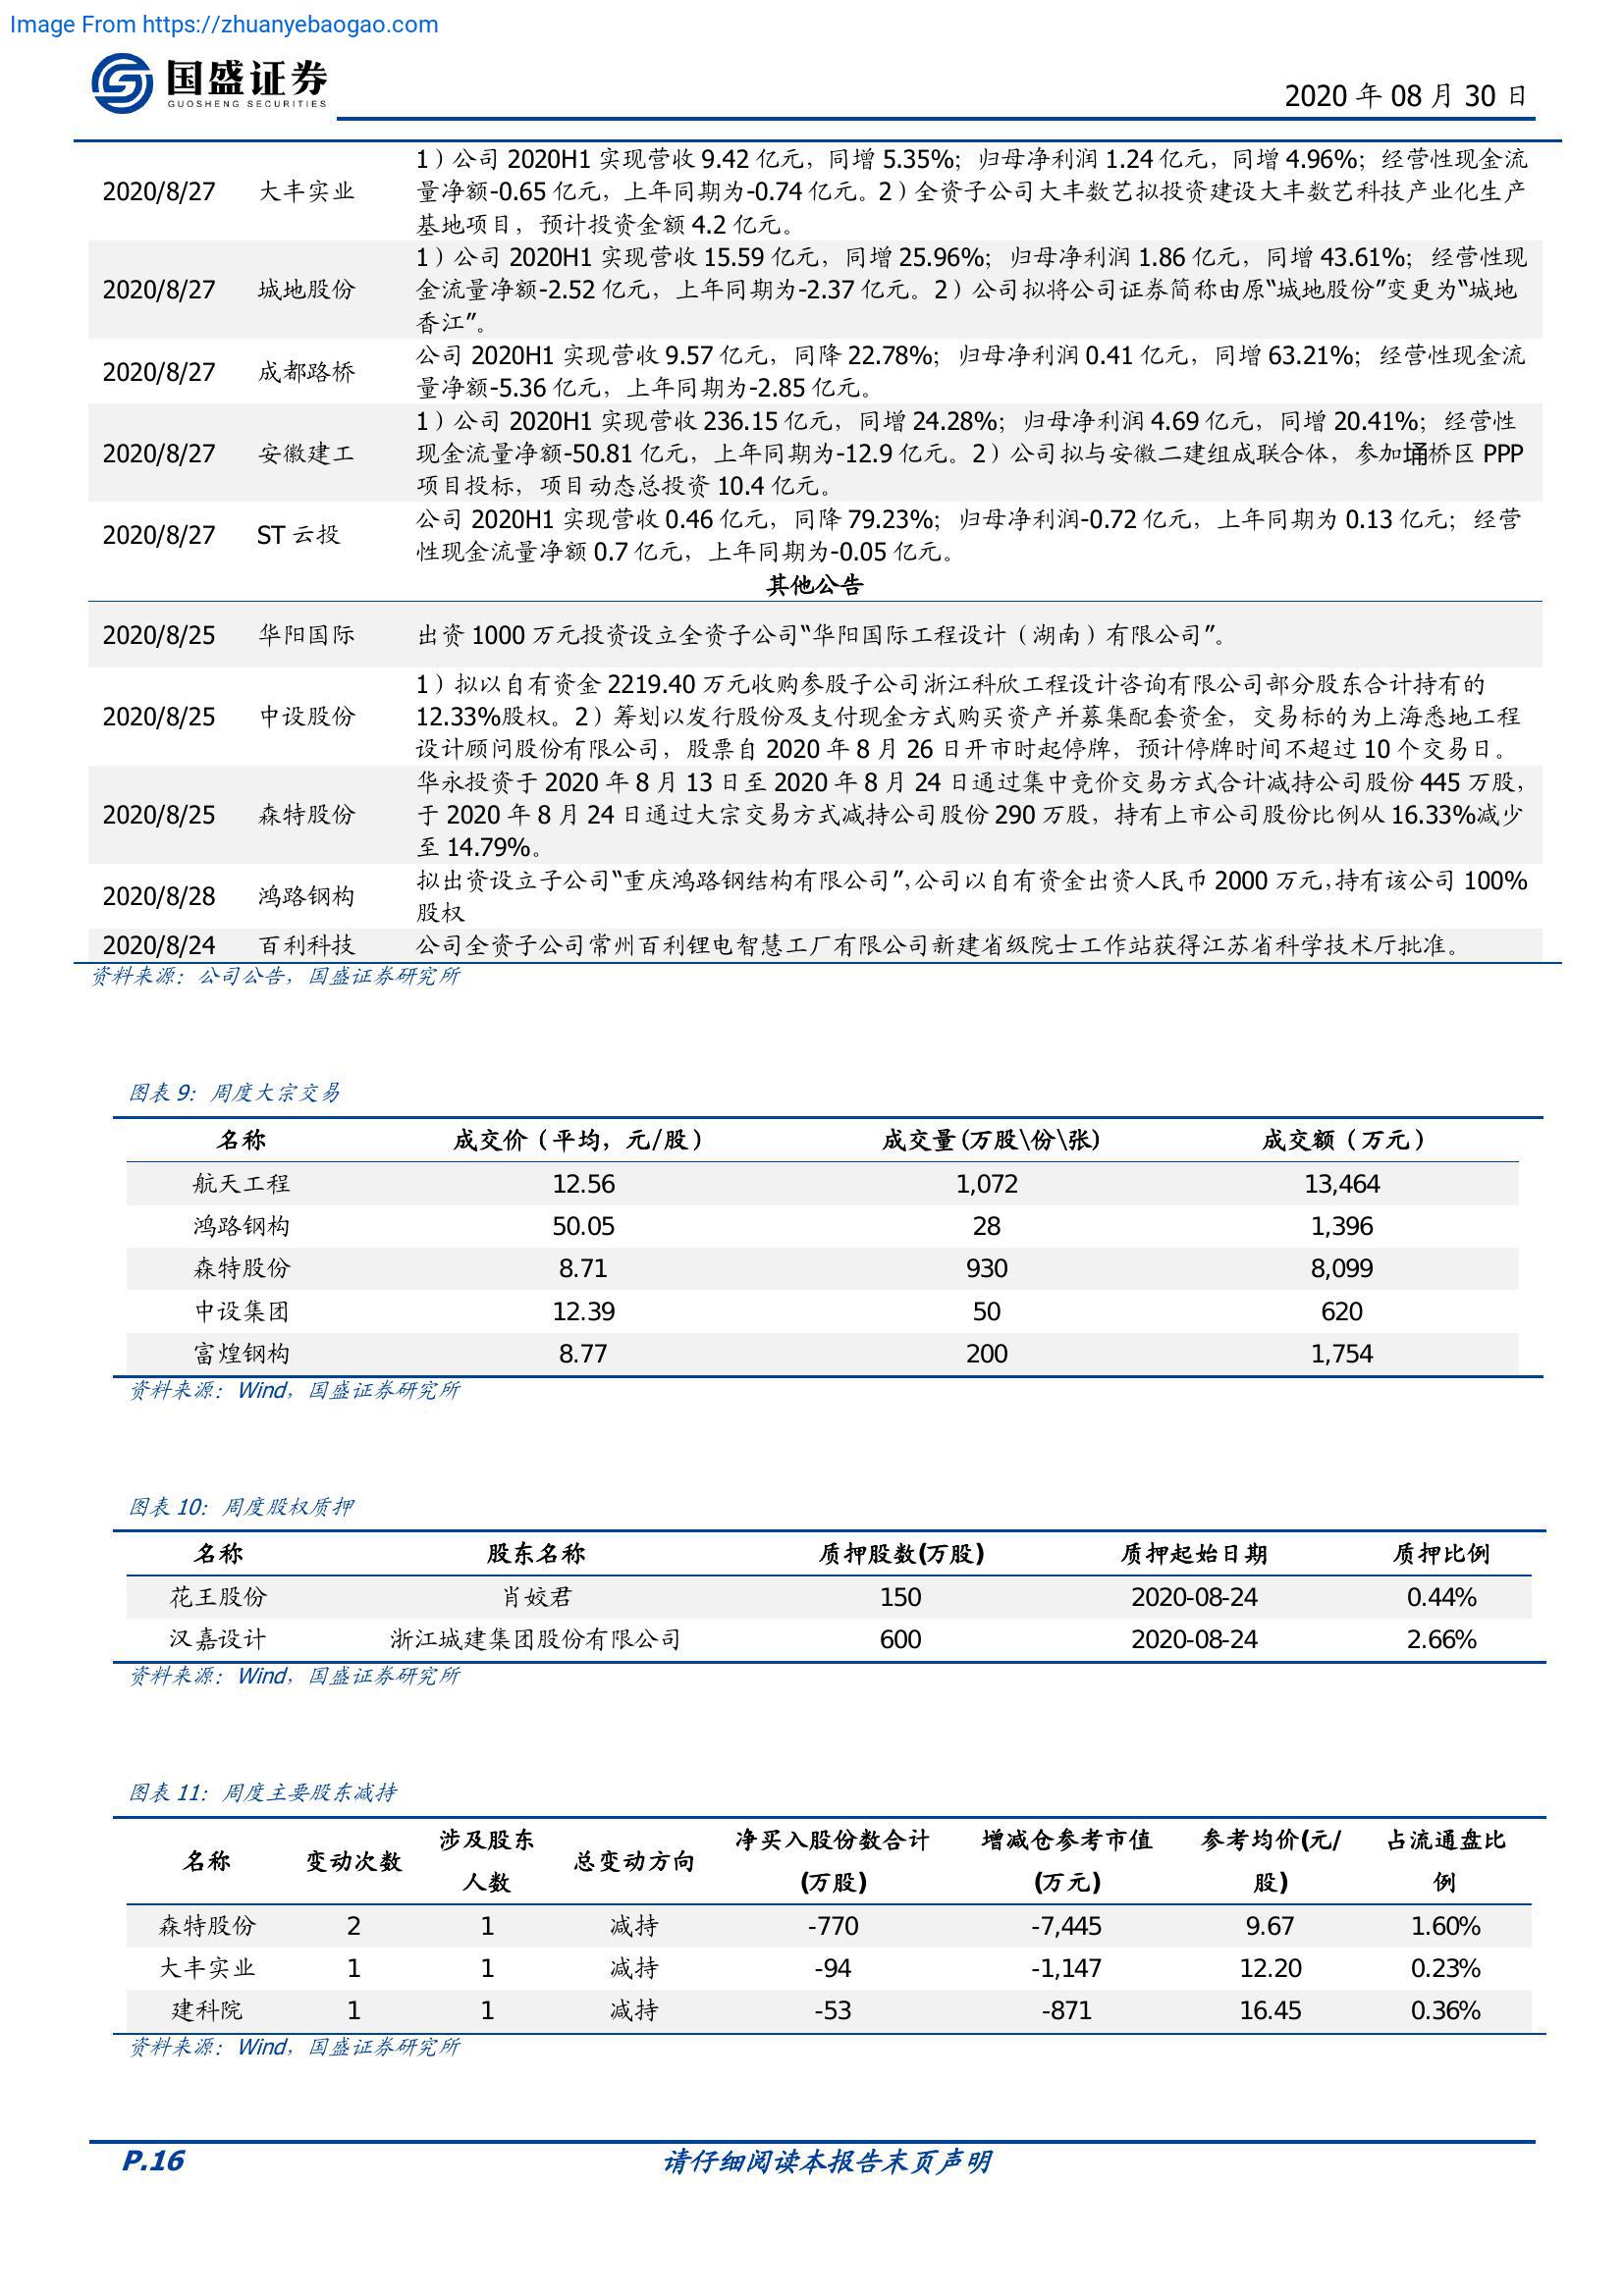 Image From https://zhuanyebaogao.com
国盛证券
GUOSHENG SECURITIES
2020 年 08 月 30 日
2020/8/27 大丰实业 1）公司 2020H1 实现营收 9.42 亿元，同增 5.35%；归母净利润 1.24 亿元，同增 4.96%；经营性现金流
量净额-0.65 亿元，上年同期为-0.74 亿元。2）全资子公司大丰数艺拟投资建设大丰数艺科技产业化生产
基地项目，预计投资金额 4.2 亿元。
2020/8/27 城地股份 1）公司 2020H1 实现营收 15.59 亿元，同增 25.96%；归母净利润 1.86 亿元，同增 43.61%；经营性现
金流量净额-2.52 亿元，上年同期为-2.37 亿元。2）公司拟将公司证券简称由原“城地股份”变更为“城地
香江”。
2020/8/27 成都路桥 公司 2020H1 实现营收 9.57 亿元，同降 22.78%；归母净利润 0.41 亿元，同增 63.21%；经营性现金流
量净额-5.36 亿元，上年同期为-2.85 亿元。
2020/8/27 安徽建工 1）公司 2020H1 实现营收 236.15 亿元，同增 24.28%；归母净利润 4.69 亿元，同增 20.41%；经营性
现金流量净额-50.81 亿元，上年同期为-12.9 亿元。2）公司拟与安徽二建组成联合体，参加埇桥区 PPP
项目投标，项目动态总投资 10.4 亿元。
2020/8/27 ST 云投 公司 2020H1 实现营收 0.46 亿元，同降 79.23%；归母净利润-0.72 亿元，上年同期为 0.13 亿元；经营
性现金流量净额 0.7 亿元，上年同期为-0.05 亿元。
其他公告
2020/8/25 华阳国际 出资 1000 万元投资设立全资子公司“华阳国际工程设计（湖南）有限公司”。
2020/8/25 中设股份 1）拟以自有资金 2219.40 万元收购参股子公司浙江科欣工程设计咨询有限公司部分股东合计持有的
12.33%股权。2）筹划以发行股份及支付现金方式购买资产并募集配套资金，交易标的为上海悉地工程
设计顾问股份有限公司，股票自 2020 年 8 月 26 日开市时起停牌，预计停牌时间不超过 10 个交易日。
2020/8/25 森特股份 华永投资于 2020 年 8 月 13 日至 2020 年 8 月 24 日通过集中竞价交易方式合计减持公司股份 445 万股，
于 2020 年 8 月 24 日通过大宗交易方式减持公司股份 290 万股，持有上市公司股份比例从 16.33%减少
至 14.79%。
2020/8/28 鸿路钢构 拟出资设立子公司“重庆鸿路钢结构有限公司”，公司以自有资金出资人民币 2000 万元，持有该公司 100%
股权
2020/8/24 百利科技 公司全资子公司常州百利锂电智慧工厂有限公司新建省级院士工作站获得江苏省科学技术厅批准。
资料来源：公司公告，国盛证券研究所
图表 9：周度大宗交易
名称 成交价（平均，元/股） 成交量(万股\份\张) 成交额（万元）
航天工程 12.56 1,072 13,464
鸿路钢构 50.05 28 1,396
森特股份 8.71 930 8,099
中设集团 12.39 50 620
富煌钢构 8.77 200 1,754
资料来源：Wind，国盛证券研究所
图表 10：周度股权质押
名称 股东名称 质押股数(万股) 质押起始日期 质押比例
花王股份 肖姣君 150 2020-08-24 0.44%
汉嘉设计 浙江城建集团股份有限公司 600 2020-08-24 2.66%
资料来源：Wind，国盛证券研究所
图表 11：周度主要股东减持
名称 变动次数 涉及股东 总变动方向 净买入股份数合计 增减仓参考市值 参考均价(元/ 占流通盘比
人数 (万股) (万元) 股) 例
森特股份 2 1 减持 -770 -7,445 9.67 1.60%
大丰实业 1 1 减持 -94 -1,147 12.20 0.23%
建科院 1 1 减持 -53 -871 16.45 0.36%
资料来源：Wind，国盛证券研究所
P.16 请仔细阅读本报告末页声明